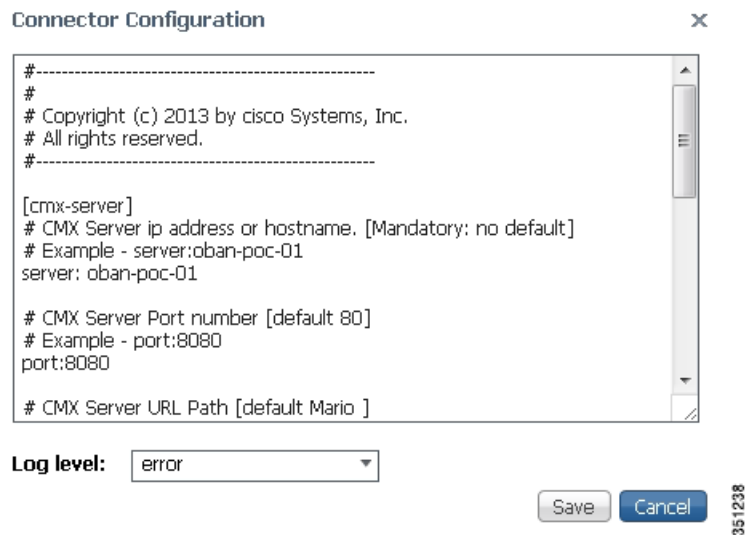 Connector Configuration
#----------------------------------------------------
#
# Copyright (c) 2013 by cisco Systems, Inc.
# All rights reserved.
#----------------------------------------------------
[cmx-server]
# CMX Server ip address or hostname. [Mandatory: no default]
# Example - server:oban-poc-01
server: oban-poc-01
# CMX Server Port number [default 80]
# Example - port:8080
port:8080
# CMX Server URL Path [default Mario ]
Log level: error
Save Cancel
351238